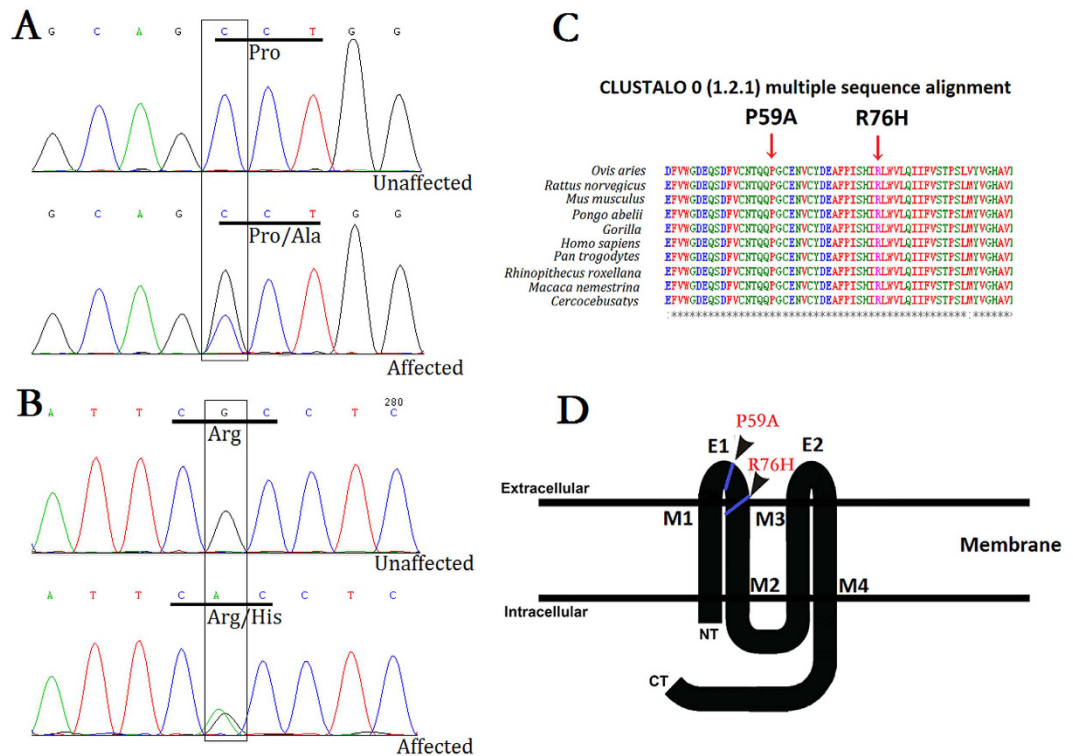 A
G C A G C C T G G
Pro
Unaffected
G C A G C C T G G
Pro/Ala
Affected
B
A T T C G C C T C
280
Arg
Unaffected
A T T C A C C T C
Arg/His
Affected
C
CLUSTALO 0 (1.2.1) multiple sequence alignment
P59A R76H
Ovis aries DFVWGDEQSDFVCNTQQPGCENVCYDEAFPISHIRLWVLQIIFVSTPSLVYVGHAVI
Rattus norvegicus EFVWGDEQSDFVCNTQQPGCENVCYDEAFPISHIRLWVLQIIFVSTPSLMYVGHAVI
Mus musculus EFVWGDEQSDFVCNTQQPGCENVCYDEAFPISHIRLWVLQIIFVSTPSLMYVGHAVI
Pongo abelii EFVWGDEQSDFVCNTQQPGCENVCYDEAFPISHIRLWVLQIIFVSTPSLMYVGHAVI
Gorilla EFVWGDEQSDFVCNTQQPGCENVCYDEAFPISHIRLWVLQIIFVSTPSLMYVGHAVI
Homo sapiens EFVWGDEQSDFVCNTQQPGCENVCYDEAFPISHIRLWVLQIIFVSTPSLMYVGHAVI
Pan trogodytes EFVWGDEQSDFVCNTQQPGCENVCYDEAFPISHIRLWVLQIIFVSTPSLMYVGHAVI
Rhinopithecus roxellana EFVWGDEQSDFVCNTQQPGCENVCYDEAFPISHIRLWVLQIIFVSTPSLMYVGHAVI
Macaca nemestrina EFVWGDEQSDFVCNTQQPGCENVCYDEAFPISHIRLWVLQIIFVSTPSLMYVGHAVI
Cercocebusatys EFVWGDEQSDFVCNTQQPGCENVCYDEAFPISHIRLWVLQIIFVSTPSLMYVGHAVI
:************************************************:*******
D
P59A
E1 E2
R76H
Extracellular
M1 M3
Membrane
M2 M4
Intracellular
NT
CT